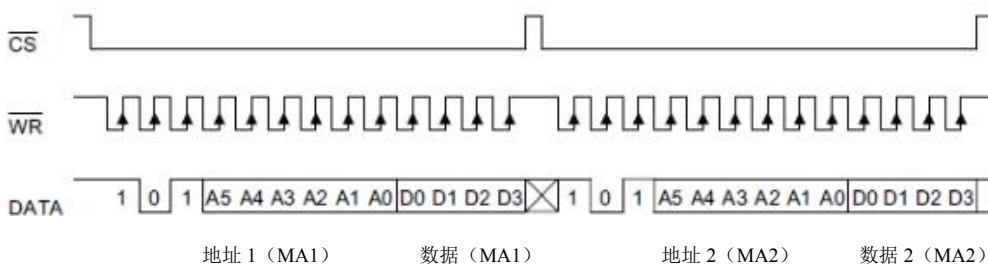 CS
WR
DATA 1 0 1 A5 A4 A3 A2 A1 A0 D0 D1 D2 D3 1 0 1 A5 A4 A3 A2 A1 A0 D0 D1 D2 D3
地址 1（MA1） 数据（MA1） 地址 2（MA2） 数据 2（MA2）